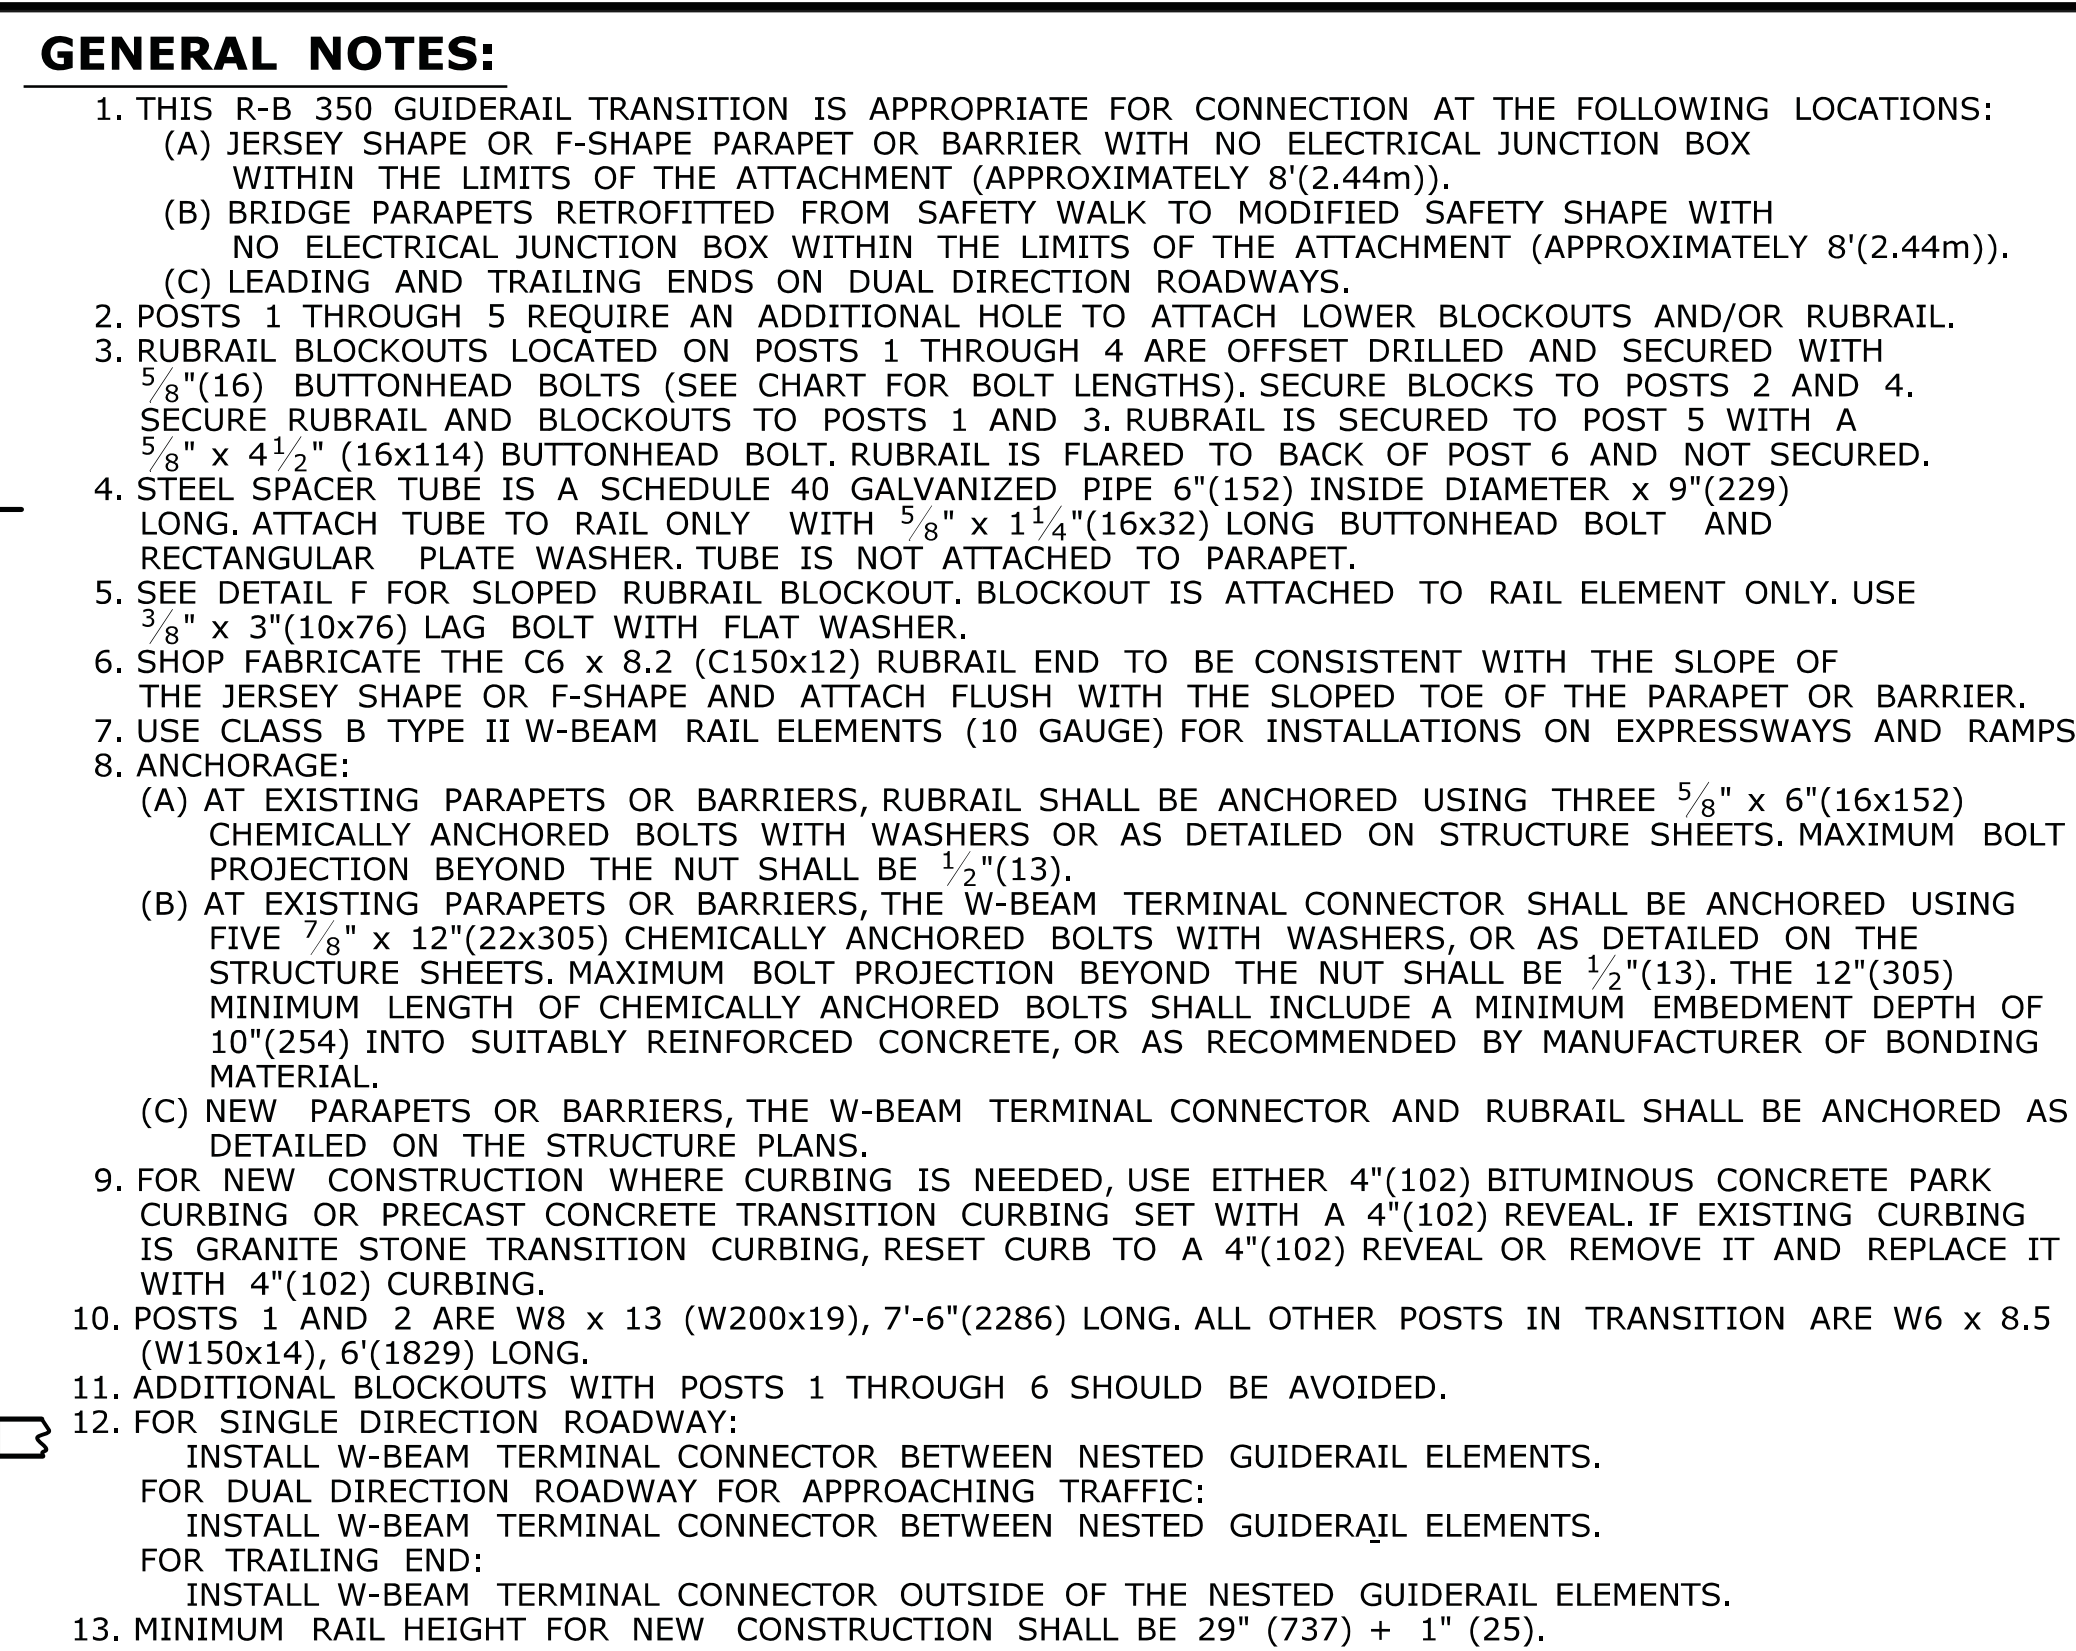 GENERAL NOTES:
1. THIS R-B 350 GUIDERAIL TRANSITION IS APPROPRIATE FOR CONNECTION AT THE FOLLOWING LOCATIONS:
(A) JERSEY SHAPE OR F-SHAPE PARAPET OR BARRIER WITH NO ELECTRICAL JUNCTION BOX
WITHIN THE LIMITS OF THE ATTACHMENT (APPROXIMATELY 8'(2.44m)).
(B) BRIDGE PARAPETS RETROFITTED FROM SAFETY WALK TO MODIFIED SAFETY SHAPE WITH
NO ELECTRICAL JUNCTION BOX WITHIN THE LIMITS OF THE ATTACHMENT (APPROXIMATELY 8'(2.44m)).
(C) LEADING AND TRAILING ENDS ON DUAL DIRECTION ROADWAYS.
2. POSTS 1 THROUGH 5 REQUIRE AN ADDITIONAL HOLE TO ATTACH LOWER BLOCKOUTS AND/OR RUBRAIL.
3. RUBRAIL BLOCKOUTS LOCATED ON POSTS 1 THROUGH 4 ARE OFFSET DRILLED AND SECURED WITH
5/8"(16) BUTTONHEAD BOLTS (SEE CHART FOR BOLT LENGTHS). SECURE BLOCKS TO POSTS 2 AND 4.
SECURE RUBRAIL AND BLOCKOUTS TO POSTS 1 AND 3. RUBRAIL IS SECURED TO POST 5 WITH A
5/8" x 4 1/2" (16x114) BUTTONHEAD BOLT. RUBRAIL IS FLARED TO BACK OF POST 6 AND NOT SECURED.
4. STEEL SPACER TUBE IS A SCHEDULE 40 GALVANIZED PIPE 6"(152) INSIDE DIAMETER x 9"(229)
LONG. ATTACH TUBE TO RAIL ONLY WITH 5/8" x 1 1/4"(16x32) LONG BUTTONHEAD BOLT AND
RECTANGULAR PLATE WASHER. TUBE IS NOT ATTACHED TO PARAPET.
5. SEE DETAIL F FOR SLOPED RUBRAIL BLOCKOUT. BLOCKOUT IS ATTACHED TO RAIL ELEMENT ONLY. USE
3/8" x 3"(10x76) LAG BOLT WITH FLAT WASHER.
6. SHOP FABRICATE THE C6 x 8.2 (C150x12) RUBRAIL END TO BE CONSISTENT WITH THE SLOPE OF
THE JERSEY SHAPE OR F-SHAPE AND ATTACH FLUSH WITH THE SLOPED TOE OF THE PARAPET OR BARRIER.
7. USE CLASS B TYPE II W-BEAM RAIL ELEMENTS (10 GAUGE) FOR INSTALLATIONS ON EXPRESSWAYS AND RAMPS
8. ANCHORAGE:
(A) AT EXISTING PARAPETS OR BARRIERS, RUBRAIL SHALL BE ANCHORED USING THREE 5/8" x 6"(16x152)
CHEMICALLY ANCHORED BOLTS WITH WASHERS OR AS DETAILED ON STRUCTURE SHEETS. MAXIMUM BOLT
PROJECTION BEYOND THE NUT SHALL BE 1/2"(13).
(B) AT EXISTING PARAPETS OR BARRIERS, THE W-BEAM TERMINAL CONNECTOR SHALL BE ANCHORED USING
FIVE 7/8" x 12"(22x305) CHEMICALLY ANCHORED BOLTS WITH WASHERS, OR AS DETAILED ON THE
STRUCTURE SHEETS. MAXIMUM BOLT PROJECTION BEYOND THE NUT SHALL BE 1/2"(13). THE 12"(305)
MINIMUM LENGTH OF CHEMICALLY ANCHORED BOLTS SHALL INCLUDE A MINIMUM EMBEDMENT DEPTH OF
10"(254) INTO SUITABLY REINFORCED CONCRETE, OR AS RECOMMENDED BY MANUFACTURER OF BONDING
MATERIAL.
(C) NEW PARAPETS OR BARRIERS, THE W-BEAM TERMINAL CONNECTOR AND RUBRAIL SHALL BE ANCHORED AS
DETAILED ON THE STRUCTURE PLANS.
9. FOR NEW CONSTRUCTION WHERE CURBING IS NEEDED, USE EITHER 4"(102) BITUMINOUS CONCRETE PARK
CURBING OR PRECAST CONCRETE TRANSITION CURBING SET WITH A 4"(102) REVEAL. IF EXISTING CURBING
IS GRANITE STONE TRANSITION CURBING, RESET CURB TO A 4"(102) REVEAL OR REMOVE IT AND REPLACE IT
WITH 4"(102) CURBING.
10. POSTS 1 AND 2 ARE W8 x 13 (W200x19), 7'-6"(2286) LONG. ALL OTHER POSTS IN TRANSITION ARE W6 x 8.5
(W150x14), 6'(1829) LONG.
11. ADDITIONAL BLOCKOUTS WITH POSTS 1 THROUGH 6 SHOULD BE AVOIDED.
12. FOR SINGLE DIRECTION ROADWAY:
INSTALL W-BEAM TERMINAL CONNECTOR BETWEEN NESTED GUIDERAIL ELEMENTS.
FOR DUAL DIRECTION ROADWAY FOR APPROACHING TRAFFIC:
INSTALL W-BEAM TERMINAL CONNECTOR BETWEEN NESTED GUIDERAIL ELEMENTS.
FOR TRAILING END:
INSTALL W-BEAM TERMINAL CONNECTOR OUTSIDE OF THE NESTED GUIDERAIL ELEMENTS.
13. MINIMUM RAIL HEIGHT FOR NEW CONSTRUCTION SHALL BE 29" (737) + 1" (25).